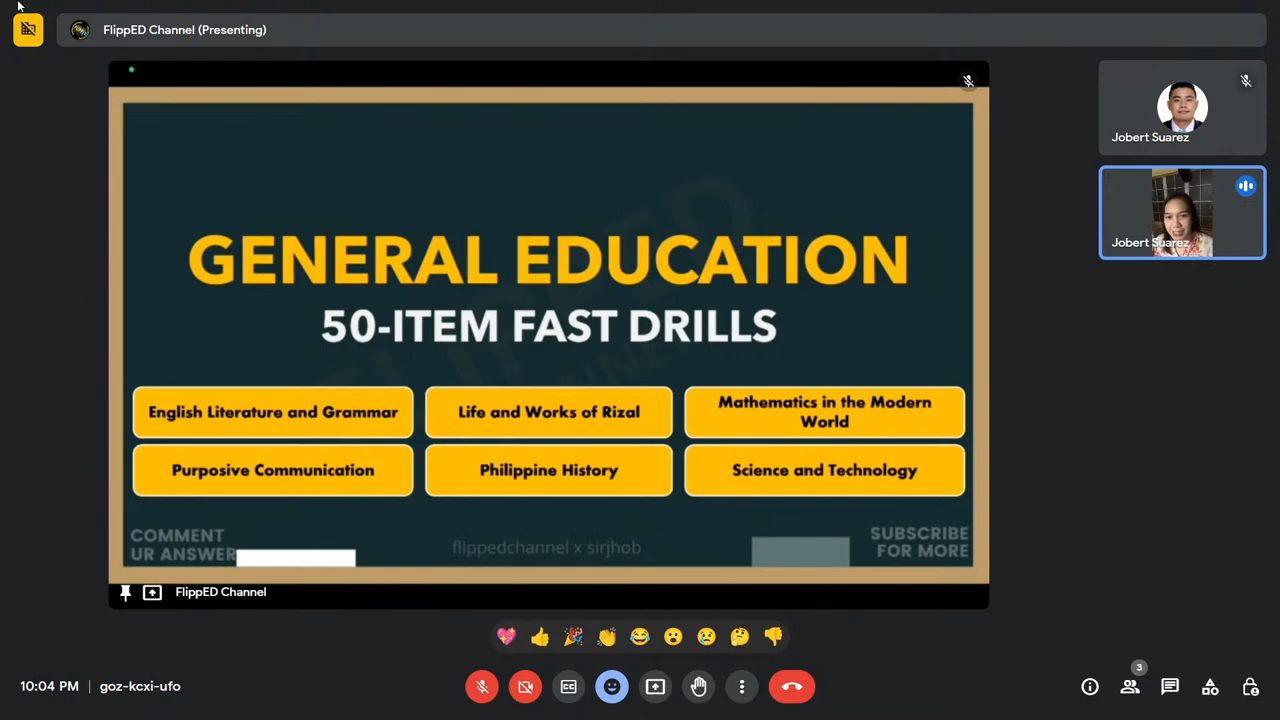 FlippED Channel (Presenting)
Jobert Suarez
Jobert Suarez
GENERAL EDUCATION
50-ITEM FAST DRILLS
English Literature and Grammar
Life and Works of Rizal
Mathematics in the Modern
World
Purposive Communication
Philippine History
Science and Technology
COMMENT
UR ANSWER
flippedchannel x sirjhob
SUBSCRIBE
FOR MORE
FlippED Channel
3
10:04 PM | goz-kcxi-ufo